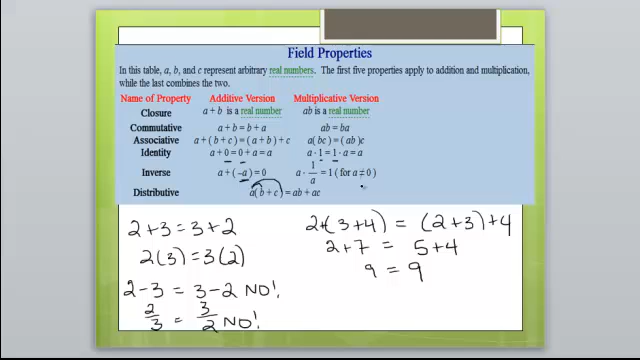 Field Properties
In this table, a, b, and c represent arbitrary real numbers. The first five properties apply to addition and multiplication,
while the last combines the two.
Name of Property Additive Version Multiplicative Version
Closure a + b is a real number ab is a real number
Commutative a + b = b + a ab = ba
Associative a + ( b + c ) = ( a + b ) + c a( bc ) = ( ab )c
Identity a + 0 = 0 + a = a a · 1 = 1 · a = a
Inverse a + ( −a ) = 0 a · 1/a = 1 ( for a ≠ 0 )
Distributive a( b + c ) = ab + ac
2 + 3 = 3 + 2
2(3) = 3(2)
2 - 3 = 3 - 2 NO!
2/3 = 3/2 NO!
2+(3+4) = (2+3)+4
2+7 = 5+4
9 = 9